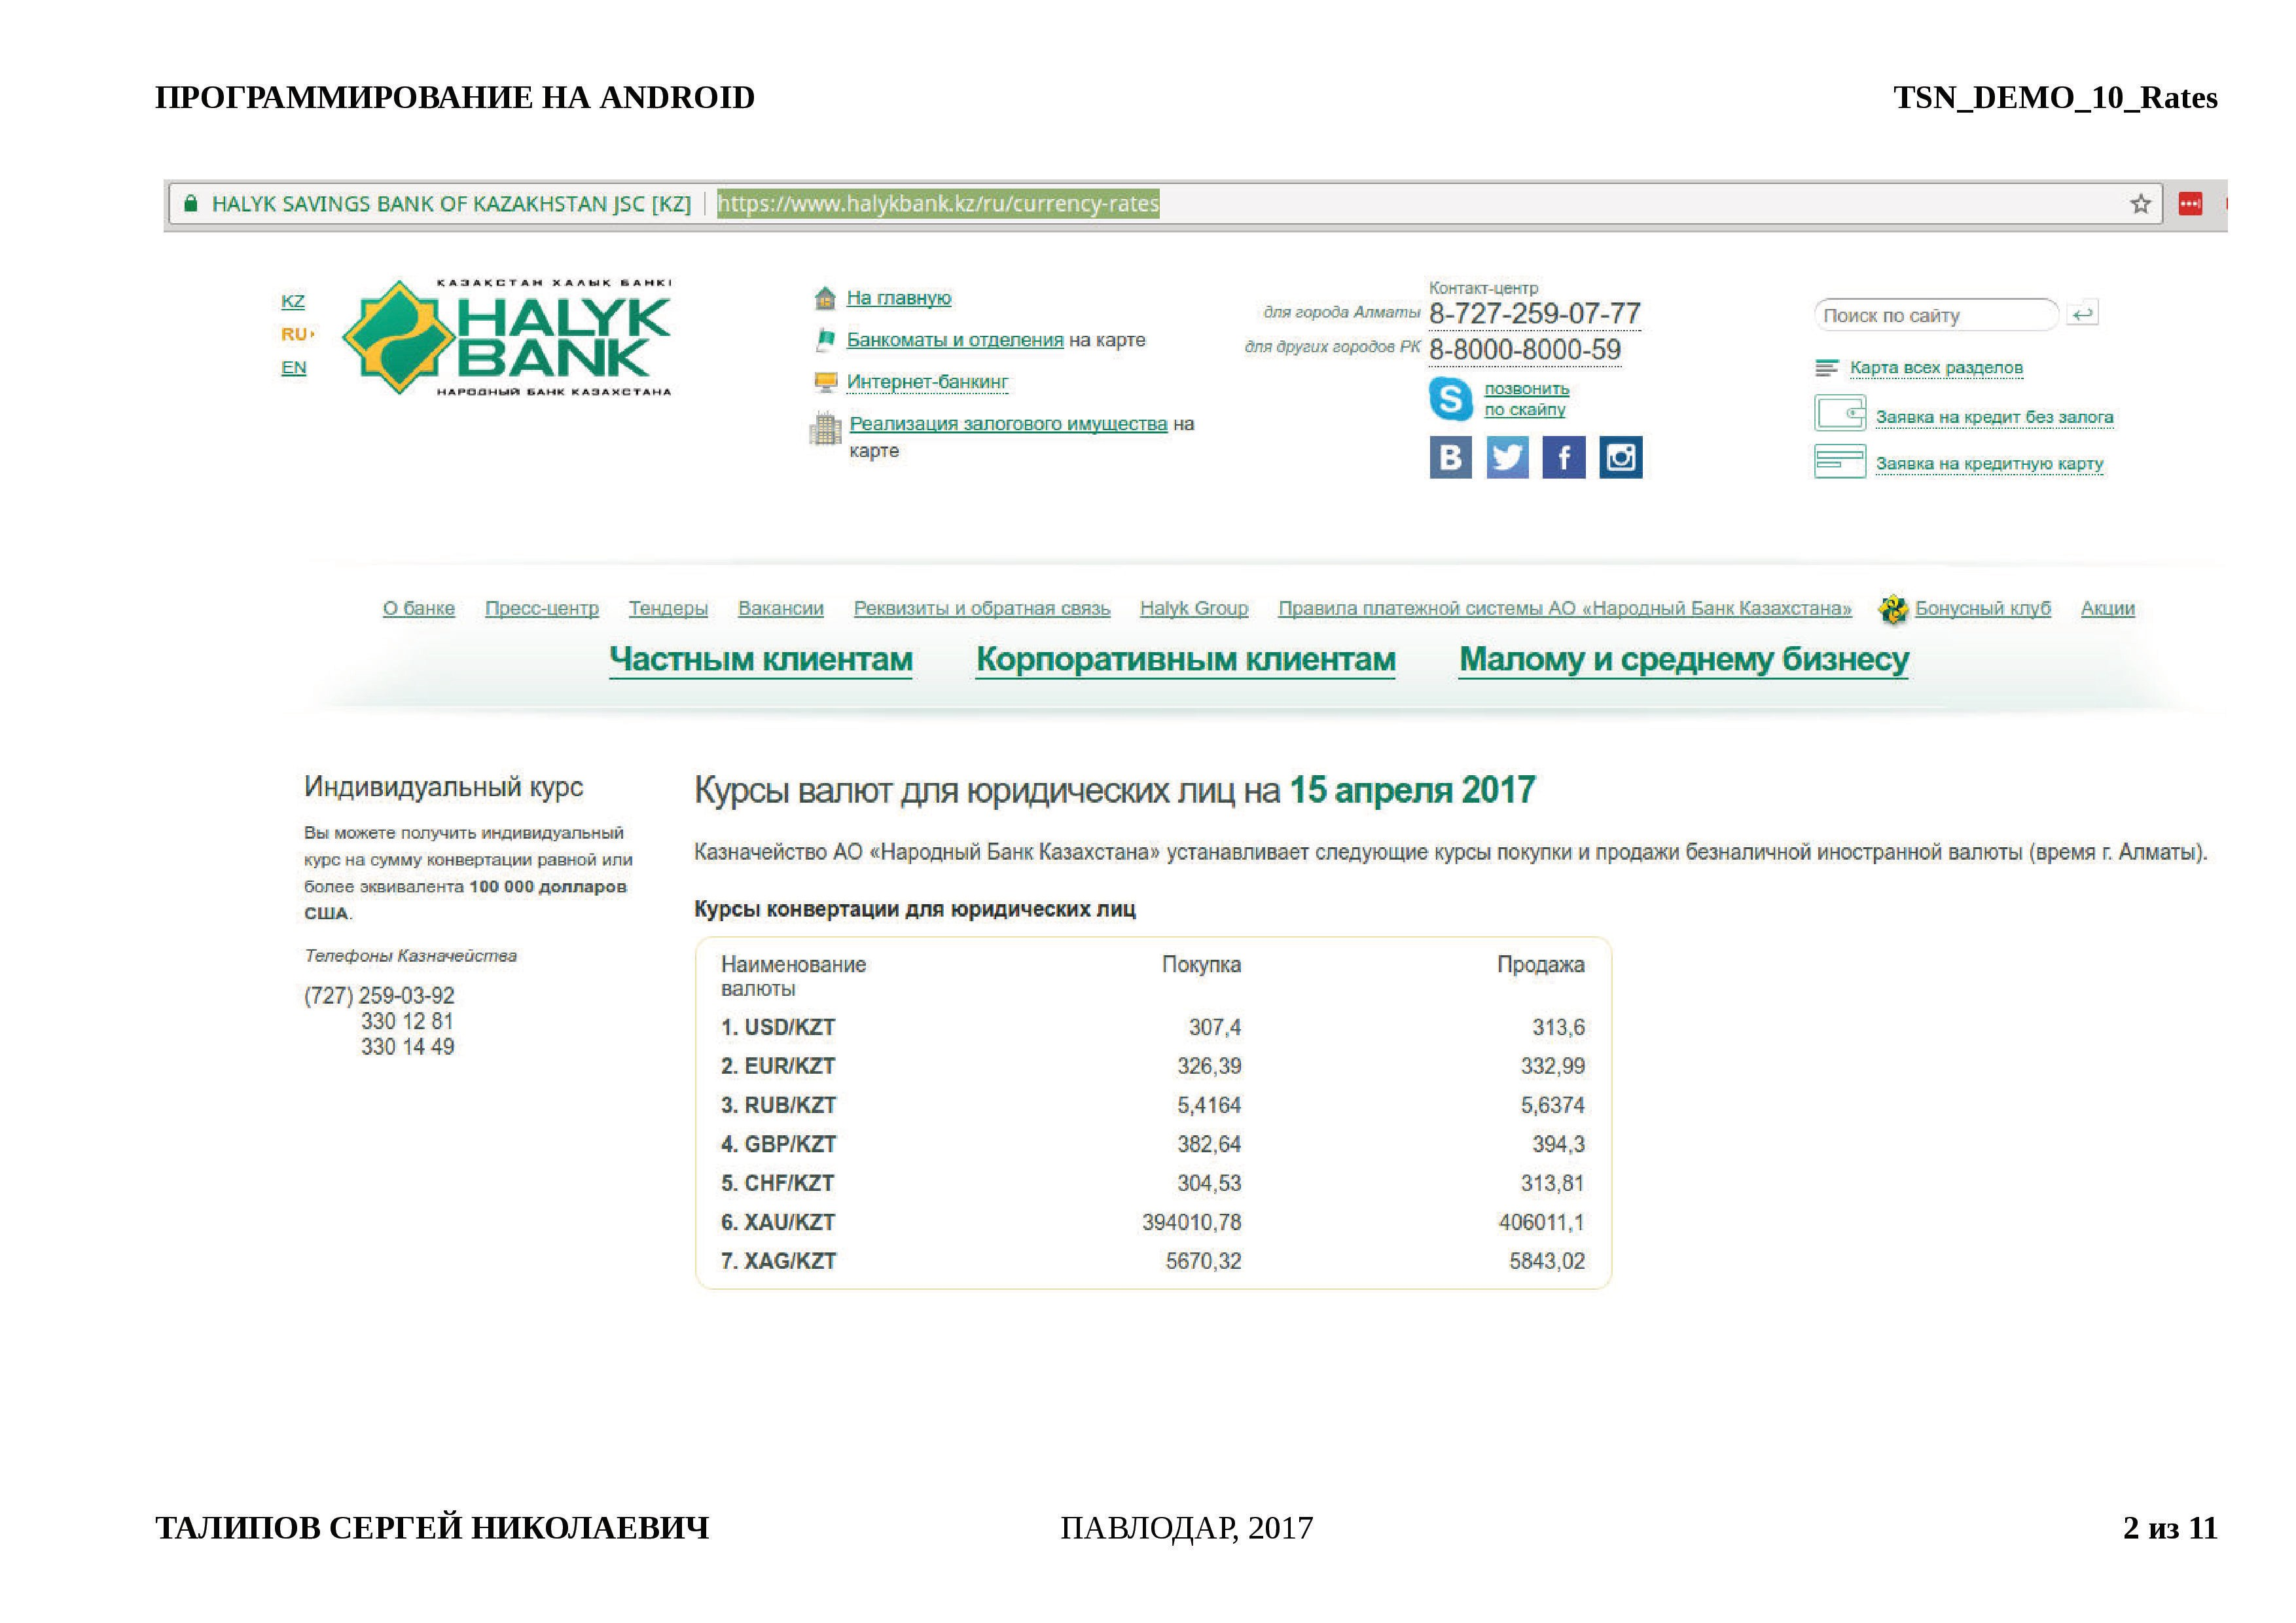 ПРОГРАММИРОВАНИЕ НА ANDROID TSN_DEMO_10_Rates
HALYK SAVINGS BANK OF KAZAKHSTAN JSC [KZ] https://www.halykbank.kz/ru/currency-rates
KZ
RU
EN
КАЗАКСТАН ХАЛЫК БАНКІ
HALYK
BANK
НАРОДНЫЙ БАНК КАЗАХСТАНА
На главную
Банкоматы и отделения на карте
Интернет-банкинг
Реализация залогового имущества на
карте
Контакт-центр
для города Алматы 8-727-259-07-77
для других городов РК 8-8000-8000-59
позвонить
по скайпу
Поиск по сайту
Карта всех разделов
Заявка на кредит без залога
Заявка на кредитную карту
О банке Пресс-центр Тендеры Вакансии Реквизиты и обратная связь Halyk Group Правила платежной системы АО «Народный Банк Казахстана» Бонусный клуб Акции
Частным клиентам Корпоративным клиентам Малому и среднему бизнесу
Индивидуальный курс
Вы можете получить индивидуальный
курс на сумму конвертации равной или
более эквивалента 100 000 долларов
США.
Телефоны Казначейства
(727) 259-03-92
330 12 81
330 14 49
Курсы валют для юридических лиц на 15 апреля 2017
Казначейство АО «Народный Банк Казахстана» устанавливает следующие курсы покупки и продажи безналичной иностранной валюты (время г. Алматы).
Курсы конвертации для юридических лиц
Наименование Покупка Продажа
валюты
1. USD/KZT 307,4 313,6
2. EUR/KZT 326,39 332,99
3. RUB/KZT 5,4164 5,6374
4. GBP/KZT 382,64 394,3
5. CHF/KZT 304,53 313,81
6. XAU/KZT 394010,78 406011,1
7. XAG/KZT 5670,32 5843,02
ТАЛИПОВ СЕРГЕЙ НИКОЛАЕВИЧ ПАВЛОДАР, 2017 2 из 11